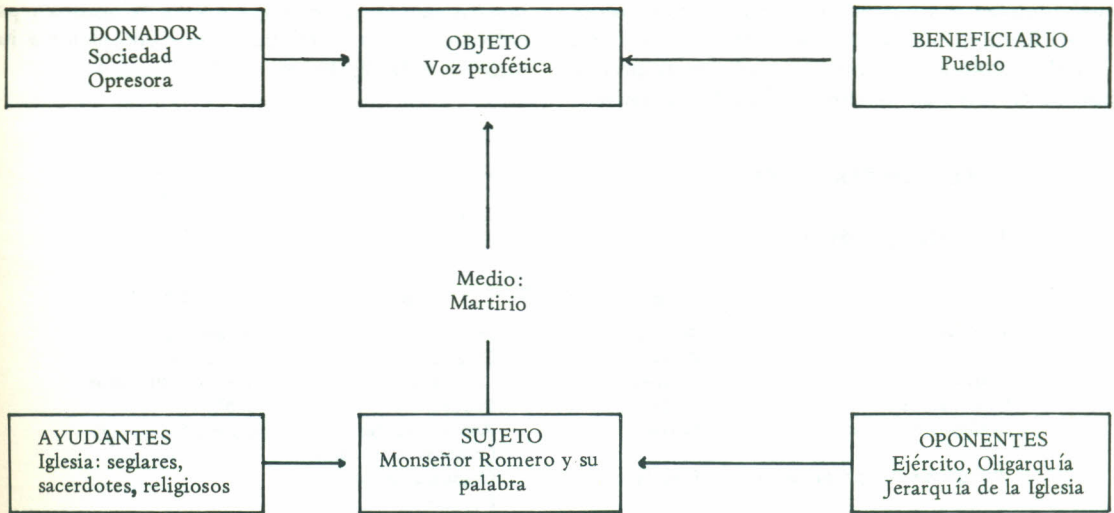 DONADOR
Sociedad
Opresora
OBJETO
Voz profética
BENEFICIARIO
Pueblo
Medio:
Martirio
AYUDANTES
Iglesia: seglares,
sacerdotes, religiosos
SUJETO
Monseñor Romero y su
palabra
OPONENTES
Ejército, Oligarquía
Jerarquía de la Iglesia